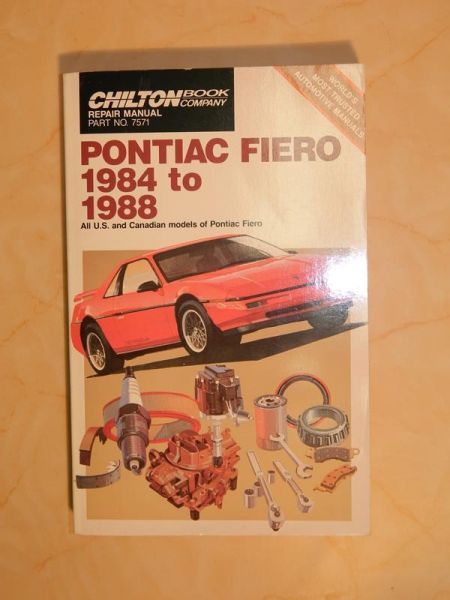 CHILTON BOOK COMPANY
REPAIR MANUAL
PART NO. 7571
WORLD'S
MOST TRUSTED
AUTOMOTIVE MANUALS
PONTIAC FIERO
1984 to
1988
All U.S. and Canadian models of Pontiac Fiero